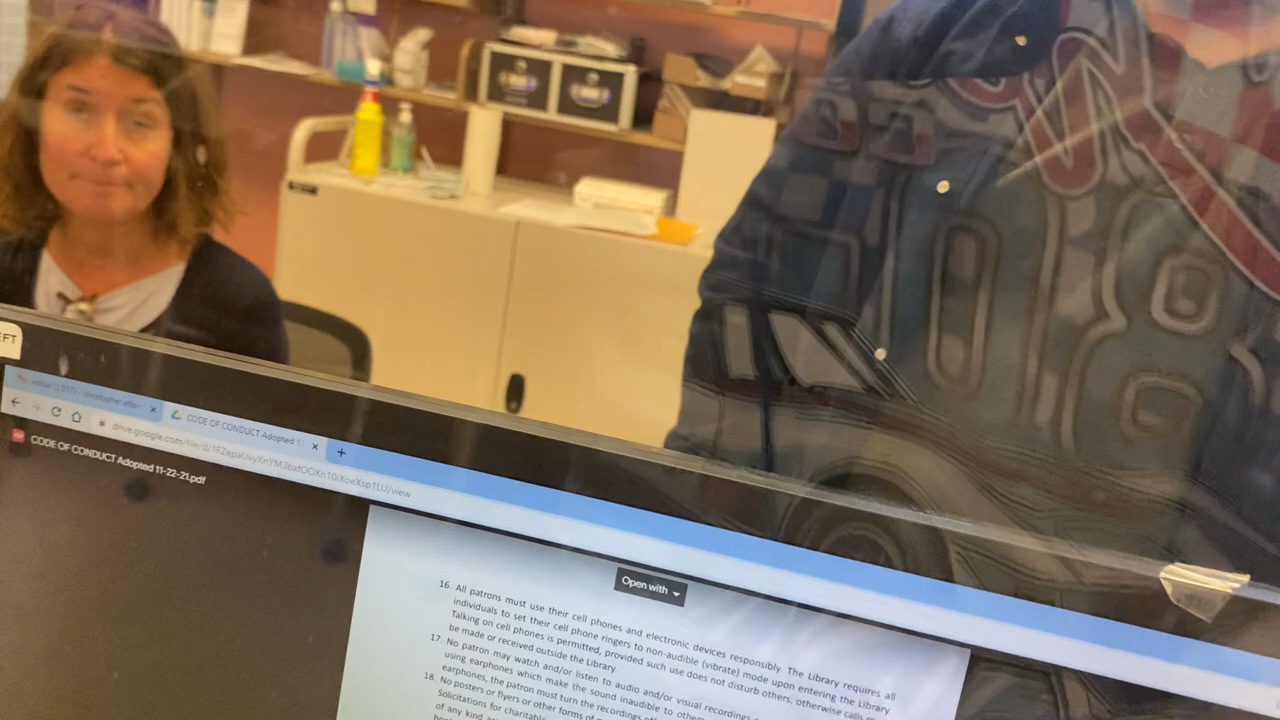 EFT
CODE OF CONDUCT Adopted 1
drive.google.com/file/d/1FZepaUvyXnYM3bxfOOXn10iXoeXsp1LU/view
CODE OF CONDUCT Adopted 11-22-21.pdf
Open with
16. All patrons must use their cell phones and electronic devices responsibly. The Library requires all
individuals to set their cell phone ringers to non-audible (vibrate) mode upon entering the Library.
Talking on cell phones is permitted, provided such use does not disturb others, otherwise calls
be made or received outside the Library.
17. No patron may watch and/or listen to audio and/or visual recordings
using earphones which make the sound inaudible to
earphones, the patron must turn the recordings
18. No posters or flyers or other forms of
Solicitations for charitable
of any kind